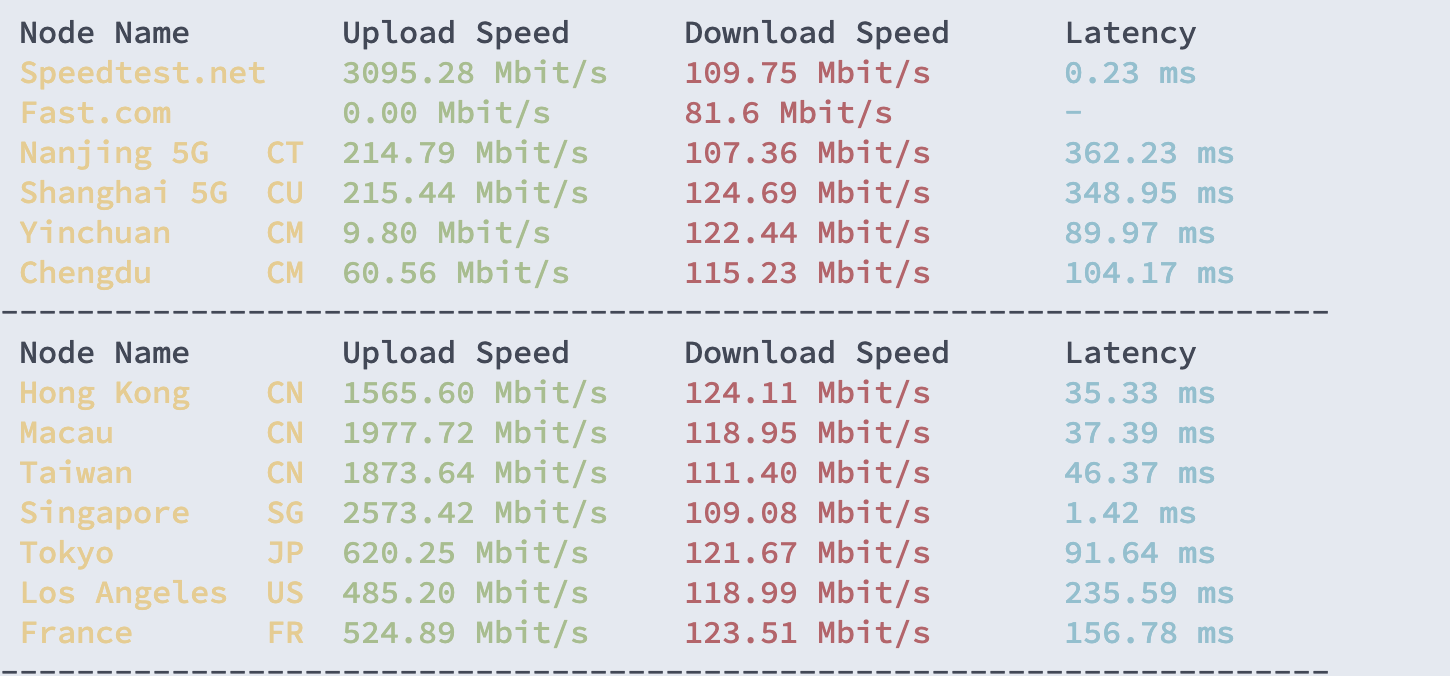 Node Name Upload Speed Download Speed Latency
Speedtest.net 3095.28 Mbit/s 109.75 Mbit/s 0.23 ms
Fast.com 0.00 Mbit/s 81.6 Mbit/s -
Nanjing 5G CT 214.79 Mbit/s 107.36 Mbit/s 362.23 ms
Shanghai 5G CU 215.44 Mbit/s 124.69 Mbit/s 348.95 ms
Yinchuan CM 9.80 Mbit/s 122.44 Mbit/s 89.97 ms
Chengdu CM 60.56 Mbit/s 115.23 Mbit/s 104.17 ms
----------------------------------------------------------------------
Node Name Upload Speed Download Speed Latency
Hong Kong CN 1565.60 Mbit/s 124.11 Mbit/s 35.33 ms
Macau CN 1977.72 Mbit/s 118.95 Mbit/s 37.39 ms
Taiwan CN 1873.64 Mbit/s 111.40 Mbit/s 46.37 ms
Singapore SG 2573.42 Mbit/s 109.08 Mbit/s 1.42 ms
Tokyo JP 620.25 Mbit/s 121.67 Mbit/s 91.64 ms
Los Angeles US 485.20 Mbit/s 118.99 Mbit/s 235.59 ms
France FR 524.89 Mbit/s 123.51 Mbit/s 156.78 ms
----------------------------------------------------------------------